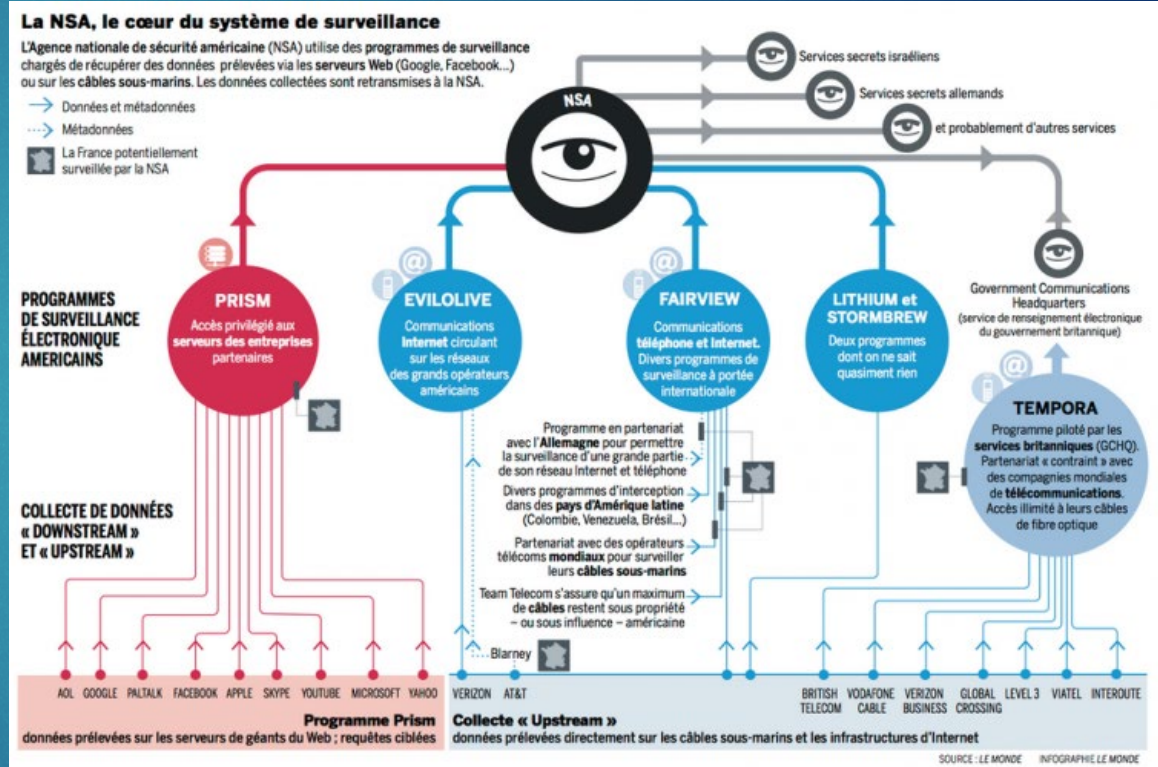 La NSA, le cœur du système de surveillance
L'Agence nationale de sécurité américaine (NSA) utilise des programmes de surveillance
chargés de récupérer des données prélevées via les serveurs Web (Google, Facebook...)
ou sur les câbles sous-marins. Les données collectées sont retransmises à la NSA.
Données et métadonnées
Métadonnées
La France potentiellement
surveillée par la NSA
NSA
Services secrets israéliens
Services secrets allemands
et probablement d'autres services
Government Communications
Headquarters
(service de renseignement électronique
du gouvernement britannique)
PROGRAMMES
DE SURVEILLANCE
ÉLECTRONIQUE
AMERICAINS
PRISM
Accès privilégié aux
serveurs des entreprises
partenaires
@
EVILOLIVE
Communications
Internet circulant
sur les réseaux
des grands opérateurs
américains
@
FAIRVIEW
Communications
téléphone et Internet.
Divers programmes de
surveillance à portée
internationale
LITHIUM et
STORMBREW
Deux programmes
dont on ne sait
quasiment rien
@
TEMPORA
Programme piloté par les
services britanniques (GCHQ).
Partenariat « contraint » avec
des compagnies mondiales
de télécommunications.
Accès illimité à leurs câbles
de fibre optique
COLLECTE DE DONNÉES
« DOWNSTREAM »
ET « UPSTREAM »
Programme en partenariat
avec l'Allemagne pour permettre
la surveillance d'une grande partie
de son réseau Internet et téléphone
Divers programmes d'interception
dans des pays d'Amérique latine
(Colombie, Venezuela, Brésil...)
Partenariat avec des opérateurs
télécoms mondiaux pour surveiller
leurs câbles sous-marins
Team Telecom s'assure qu'un maximum
de câbles restent sous propriété
– ou sous influence – américaine
Blarney
AOL GOOGLE PALTALK FACEBOOK APPLE SKYPE YOUTUBE MICROSOFT YAHOO
VERIZON AT&T
BRITISH TELECOM
VODAFONE CABLE
VERIZON BUSINESS
GLOBAL CROSSING
LEVEL 3
VIATEL
INTEROUTE
Programme Prism
données prélevées sur les serveurs de géants du Web ; requêtes ciblées
Collecte « Upstream »
données prélevées directement sur les câbles sous-marins et les infrastructures d'Internet
SOURCE : LE MONDE INFOGRAPHIE LE MONDE